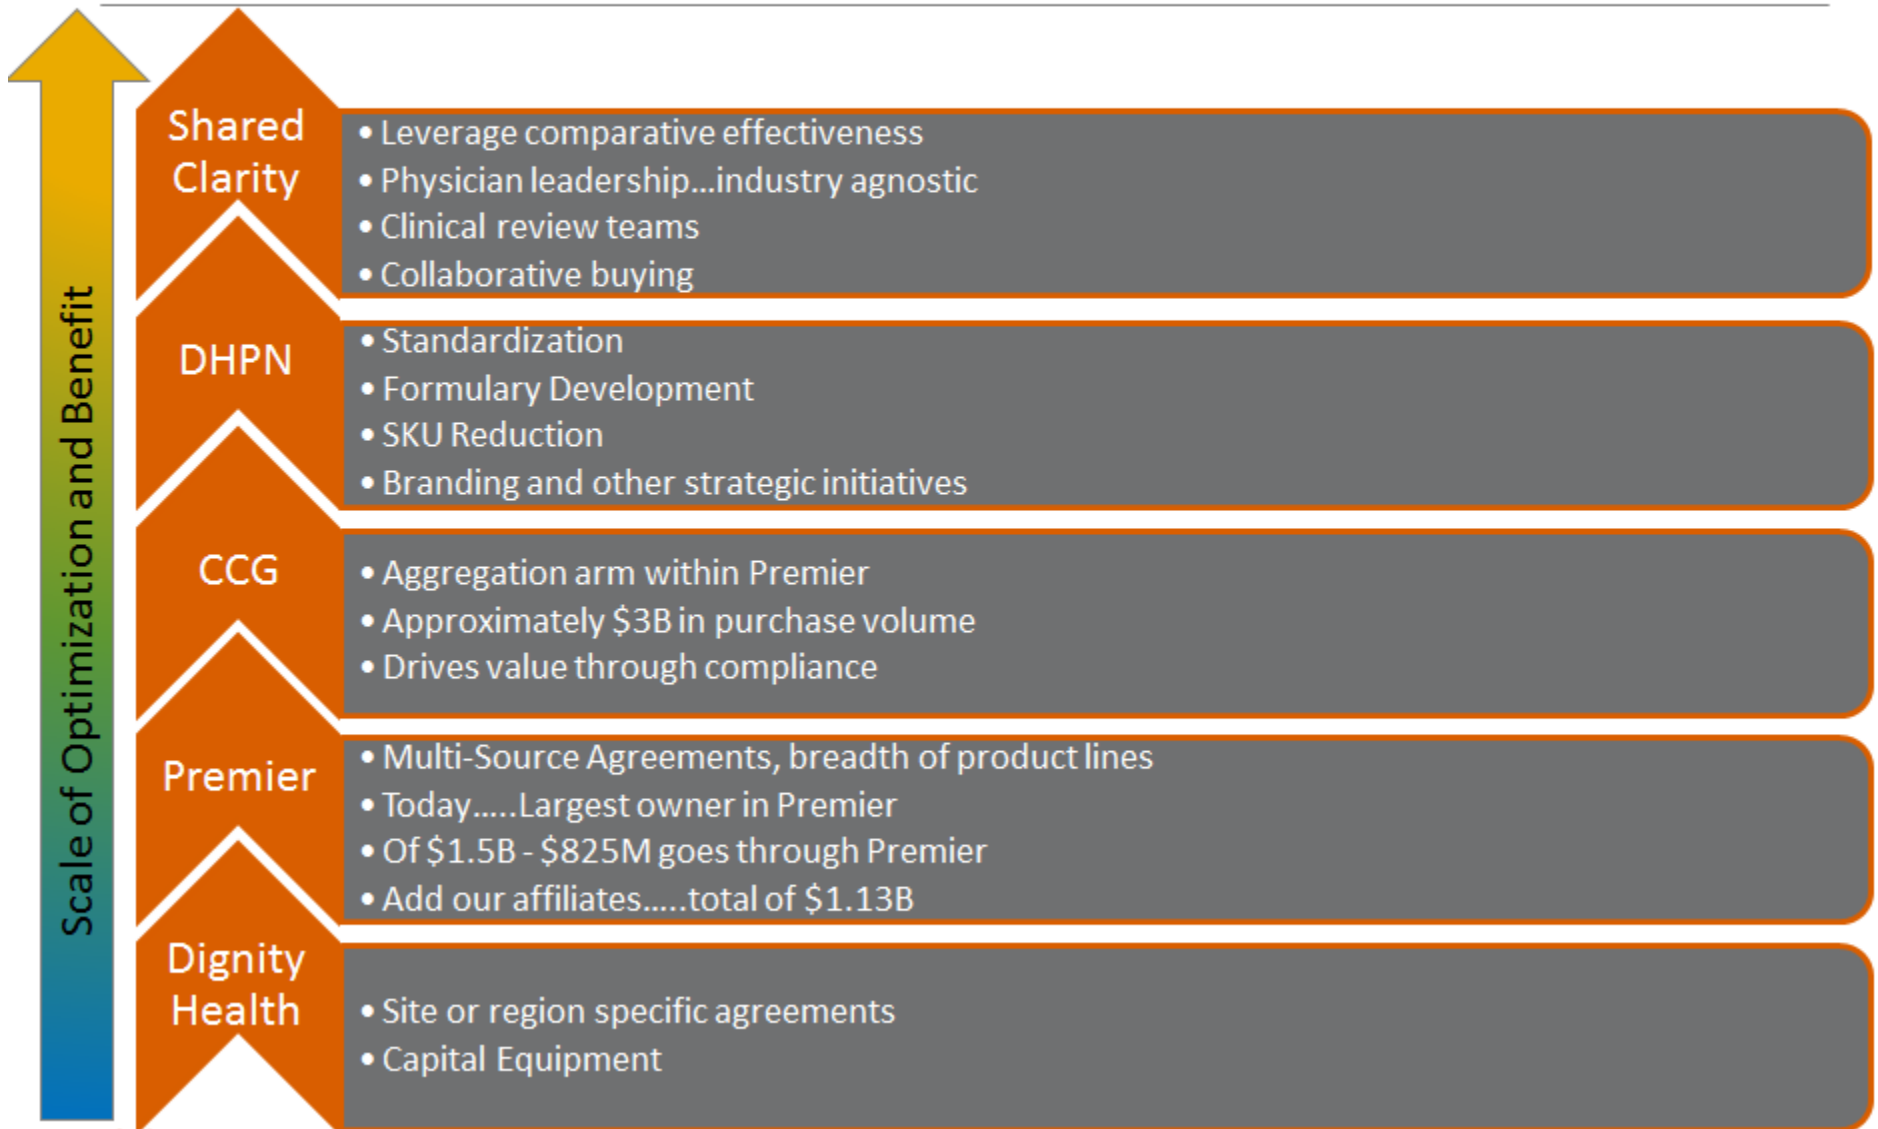 Scale of Optimization and Benefit
Shared
Clarity
• Leverage comparative effectiveness
• Physician leadership...industry agnostic
• Clinical review teams
• Collaborative buying
DHPN
• Standardization
• Formulary Development
• SKU Reduction
• Branding and other strategic initiatives
CCG
• Aggregation arm within Premier
• Approximately $3B in purchase volume
• Drives value through compliance
Premier
• Multi-Source Agreements, breadth of product lines
• Today.....Largest owner in Premier
• Of $1.5B - $825M goes through Premier
• Add our affiliates.....total of $1.13B
Dignity
Health
• Site or region specific agreements
• Capital Equipment